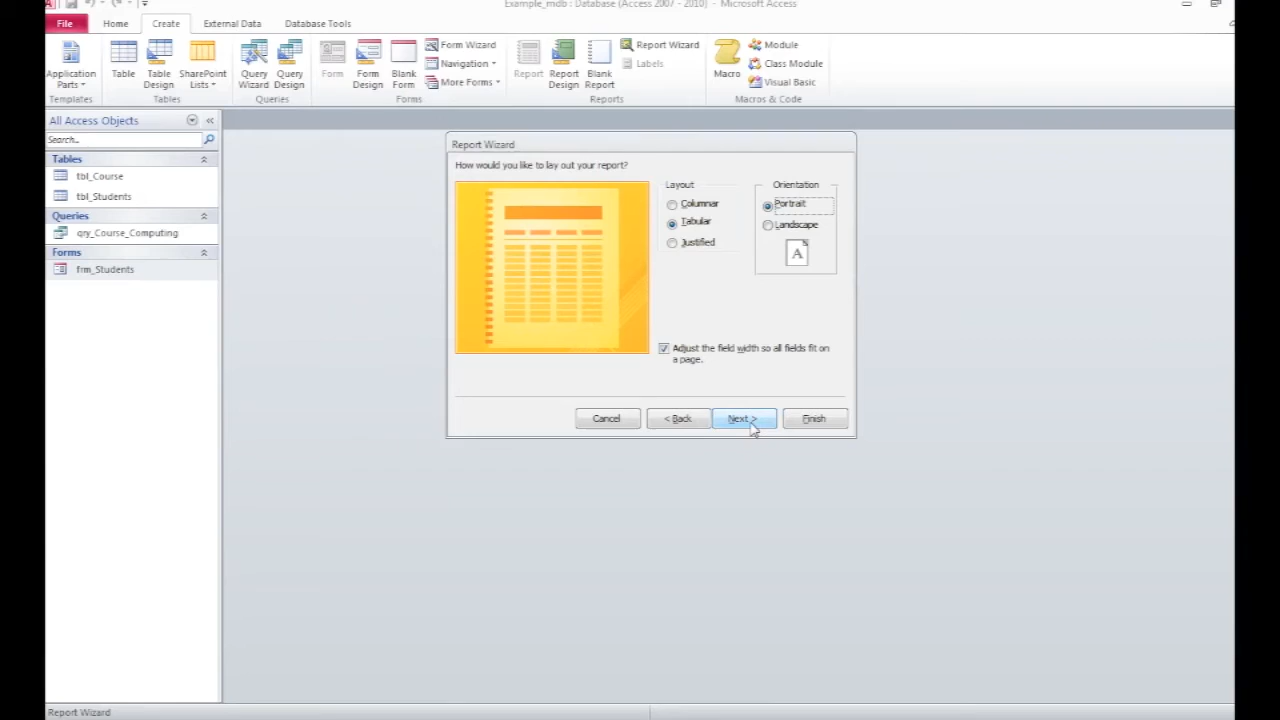 Example_mdb : Database (Access 2007 - 2010) - Microsoft Access
File Home Create External Data Database Tools
Application Parts Table Table Design SharePoint Lists Query Wizard Query Design Form Form Design Blank Form Form Wizard Navigation More Forms Report Report Design Blank Report Report Wizard Labels Macro Module Class Module Visual Basic
Templates Tables Queries Forms Reports Macros & Code
All Access Objects
Search...
Tables
tbl_Course
tbl_Students
Queries
qry_Course_Computing
Forms
frm_Students
Report Wizard
How would you like to lay out your report?
Layout
Columnar
Tabular
Justified
Orientation
Portrait
Landscape
A
Adjust the field width so all fields fit on
a page.
Cancel < Back Next > Finish
Report Wizard